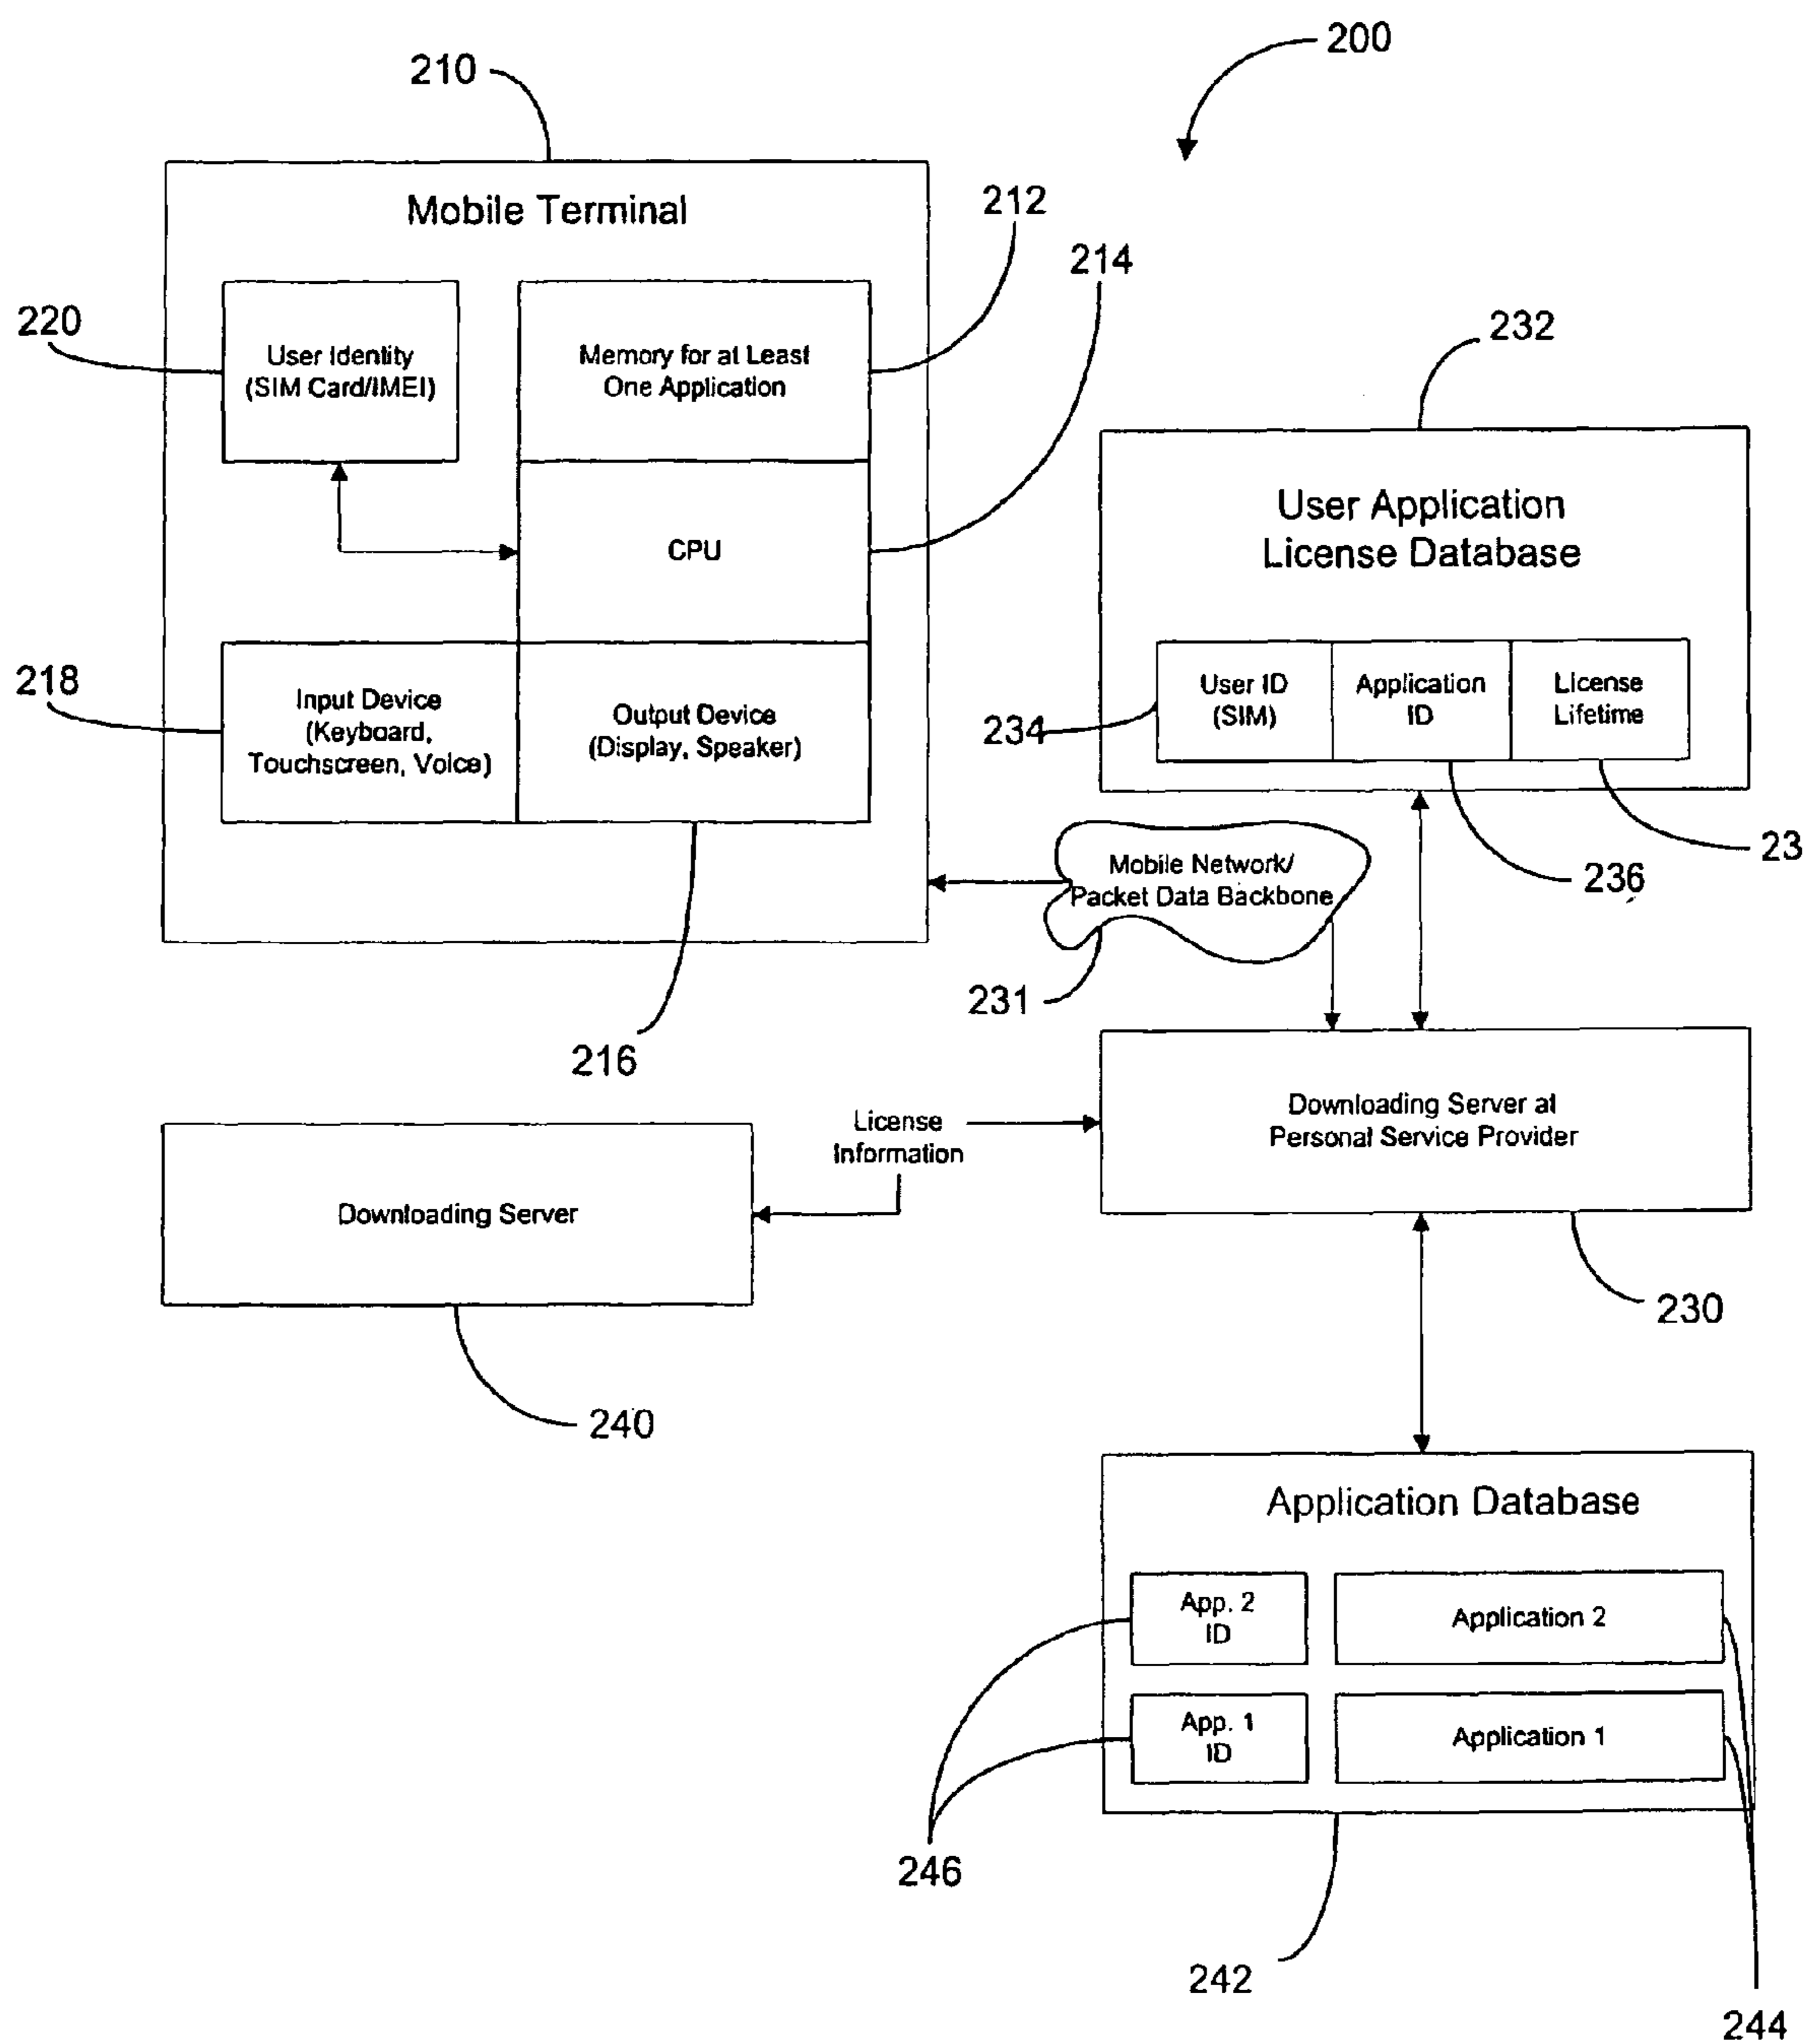 200
210
Mobile Terminal
212
214
220
User Identity
(SIM Card/IMEI)
Memory for at Least
One Application
232
CPU
User Application
License Database
218
Input Device
(Keyboard,
Touchscreen, Voice)
Output Device
(Display, Speaker)
234
User ID
(SIM)
Application
ID
License
Lifetime
23
236
Mobile Network/
Packet Data Backbone
231
216
License
Information
Downloading Server at
Personal Service Provider
Downloading Server
230
240
Application Database
App. 2
ID
Application 2
App. 1
ID
Application 1
246
242
244